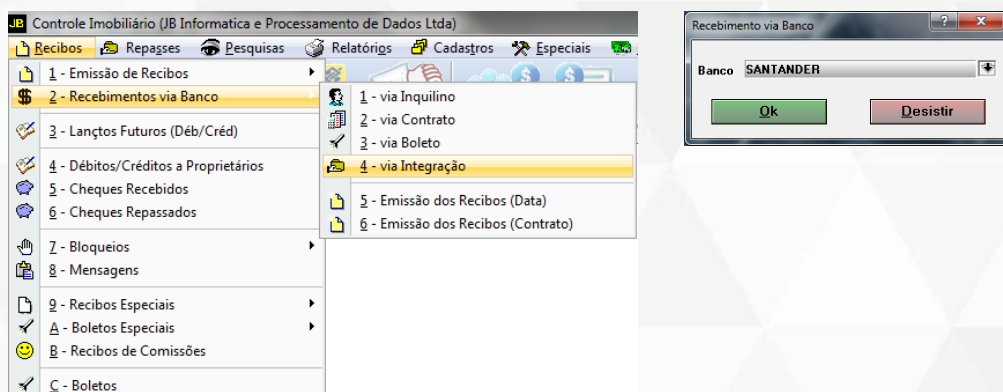 JB Controle Imobiliário (JB Informatica e Processamento de Dados Ltda)
Recibos Repasses Pesquisas Relatórios Cadastros Especiais
1 - Emissão de Recibos
2 - Recebimentos via Banco
3 - Lançtos Futuros (Déb/Créd)
4 - Débitos/Créditos a Proprietários
5 - Cheques Recebidos
6 - Cheques Repassados
7 - Bloqueios
8 - Mensagens
9 - Recibos Especiais
A - Boletos Especiais
B - Recibos de Comissões
C - Boletos
1 - via Inquilino
2 - via Contrato
3 - via Boleto
4 - via Integração
5 - Emissão dos Recibos (Data)
6 - Emissão dos Recibos (Contrato)
Recebimento via Banco
Banco SANTANDER
Ok Desistir